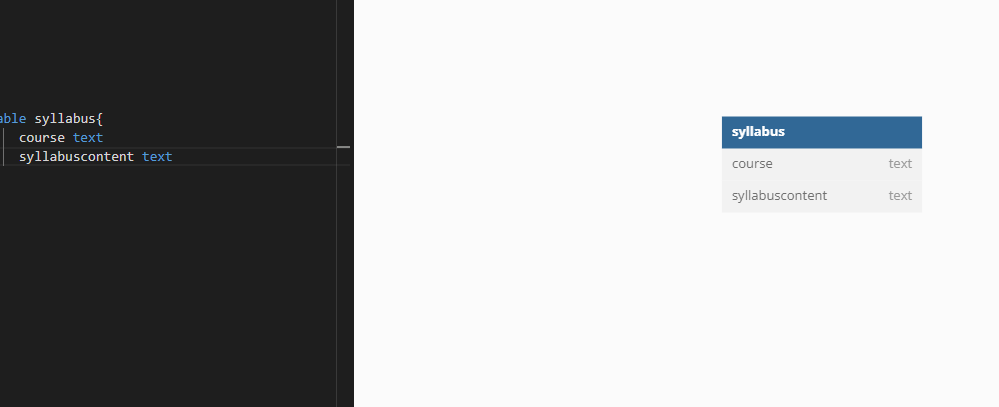 able syllabus{
course text
syllabuscontent text
syllabus
course text
syllabuscontent text